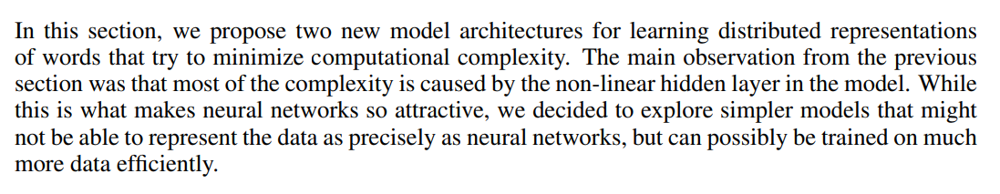 In this section, we propose two new model architectures for learning distributed representations
of words that try to minimize computational complexity. The main observation from the previous
section was that most of the complexity is caused by the non-linear hidden layer in the model. While
this is what makes neural networks so attractive, we decided to explore simpler models that might
not be able to represent the data as precisely as neural networks, but can possibly be trained on much
more data efficiently.